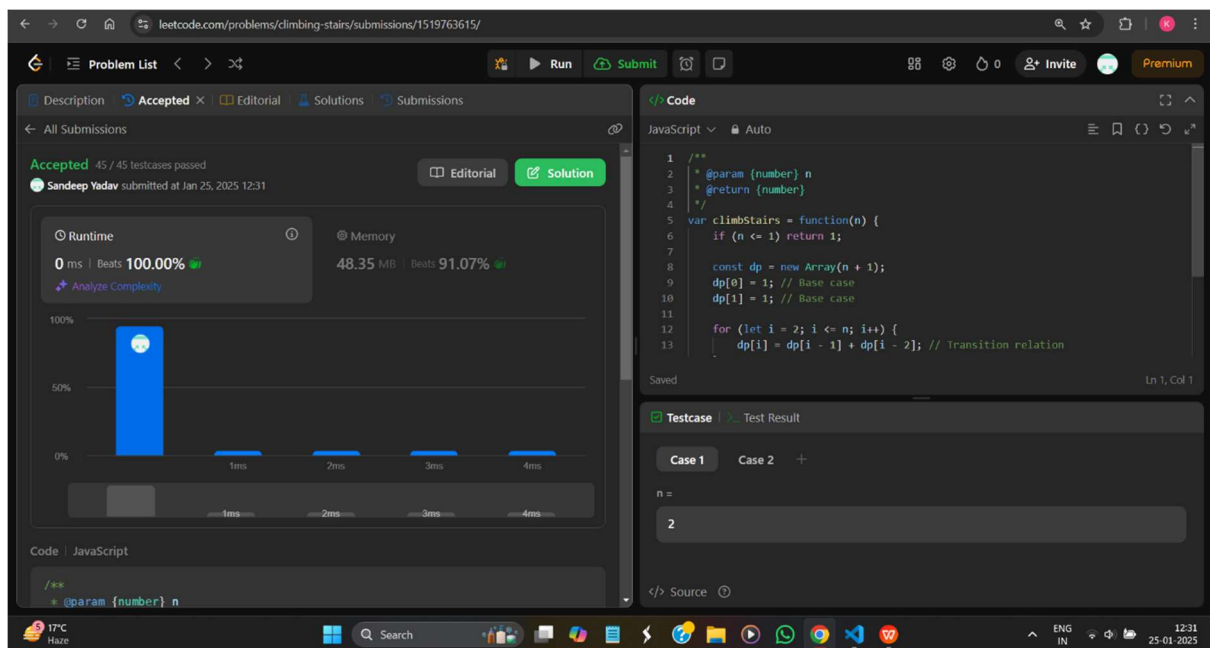 leetcode.com/problems/climbing-stairs/submissions/1519763615/
K
Problem List
Run
Submit
0
Invite
Premium
Description
Accepted
Editorial
Solutions
Submissions
</> Code
All Submissions
JavaScript
Auto
Accepted 45 / 45 testcases passed
Sandeep Yadav submitted at Jan 25, 2025 12:31
Editorial
Solution
Runtime
0 ms | Beats 100.00%
Analyze Complexity
Memory
48.35 MB | Beats 91.07%
100%
50%
0%
1ms 2ms 3ms 4ms
1ms 2ms 3ms 4ms
Code | JavaScript
/**
* @param {number} n
1 /**
2 * @param {number} n
3 * @return {number}
4 */
5 var climbStairs = function(n) {
6 if (n <= 1) return 1;
7
8 const dp = new Array(n + 1);
9 dp[0] = 1; // Base case
10 dp[1] = 1; // Base case
11
12 for (let i = 2; i <= n; i++) {
13 dp[i] = dp[i - 1] + dp[i - 2]; // Transition relation
Saved
Ln 1, Col 1
Testcase | >_ Test Result
Case 1 Case 2 +
n =
2
</> Source
5
17°C
Haze
Search
ENG
IN
12:31
25-01-2025